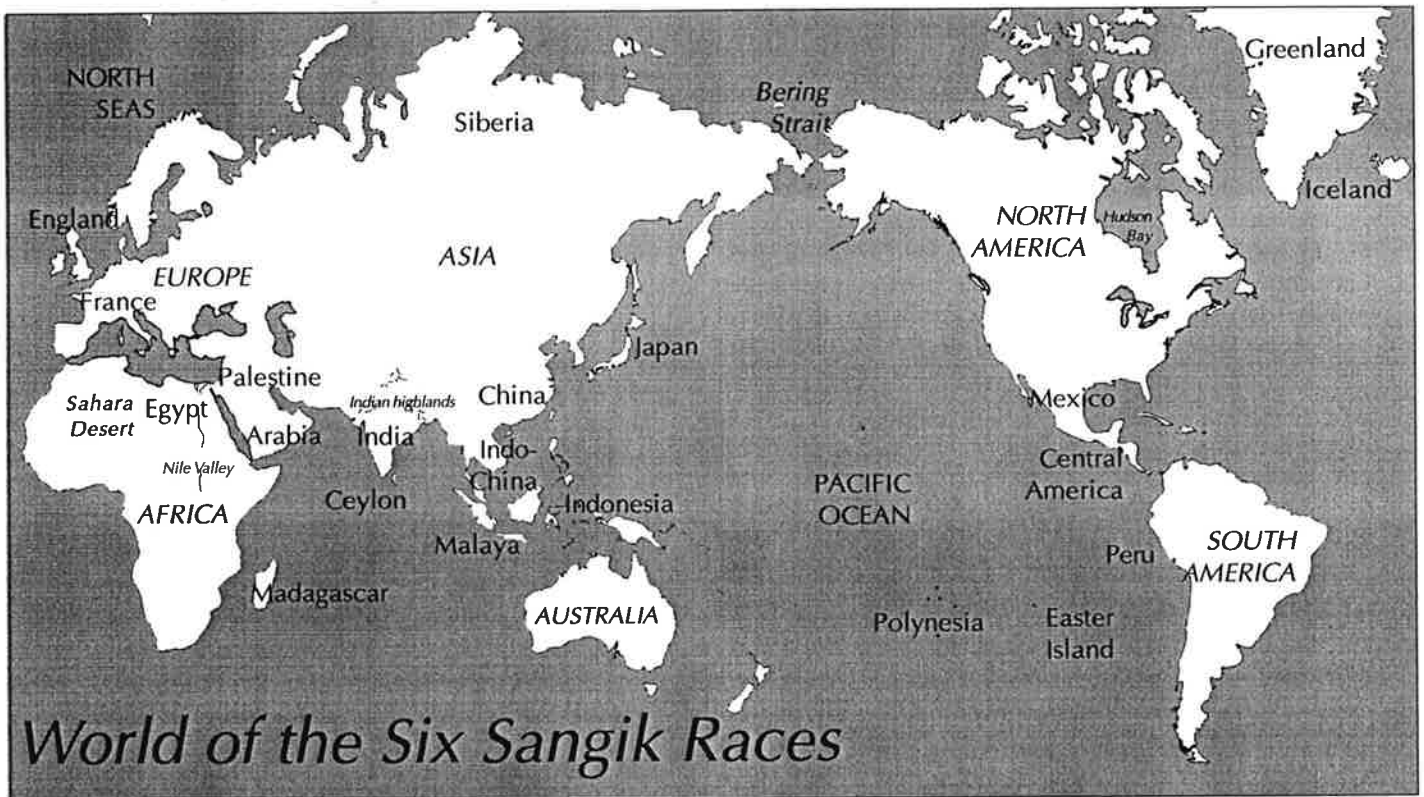 NORTH
SEAS
Siberia
Bering
Strait
Greenland
Iceland
England
NORTH
AMERICA
Hudson
Bay
EUROPE
ASIA
France
Japan
Palestine
Sahara
Desert
Egypt
Indian highlands
China
Mexico
Arabia
India
Indo-
China
Central
America
Nile Valley
Ceylon
Indonesia
PACIFIC
OCEAN
AFRICA
Malaya
Peru
SOUTH
AMERICA
Madagascar
AUSTRALIA
Polynesia
Easter
Island
World of the Six Sangik Races